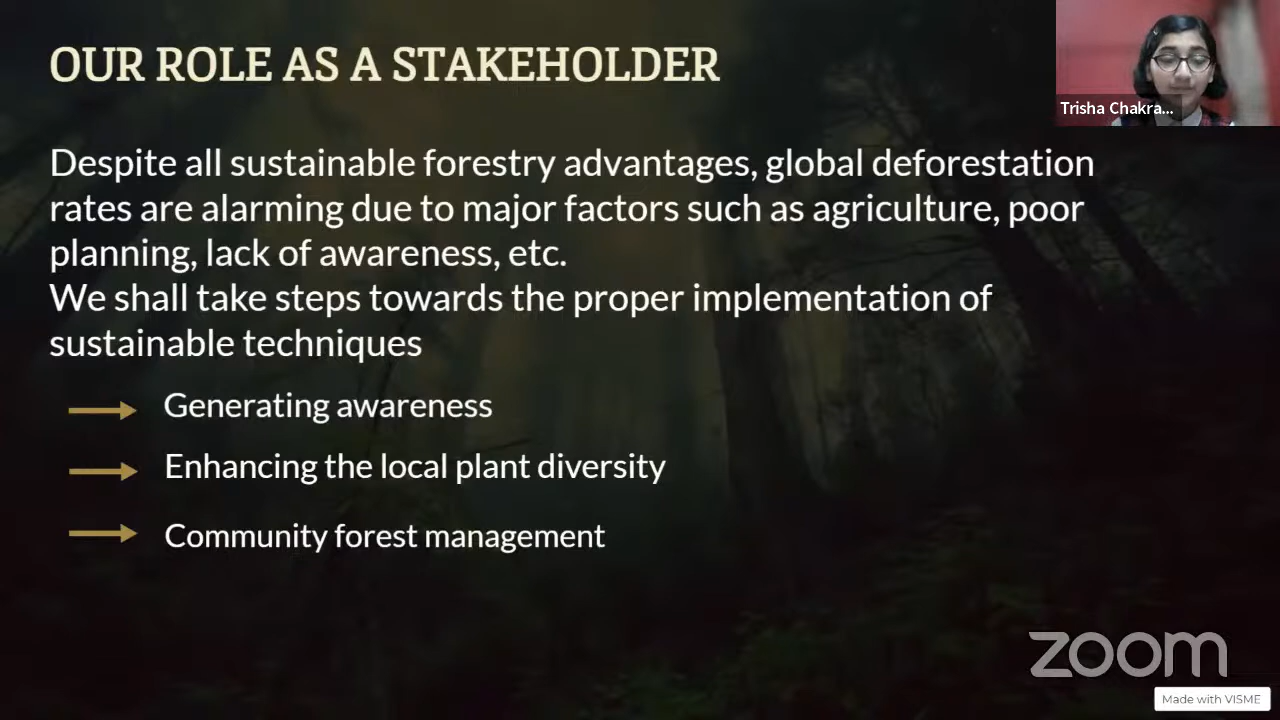 OUR ROLE AS A STAKEHOLDER
Trisha Chakra...
Despite all sustainable forestry advantages, global deforestation
rates are alarming due to major factors such as agriculture, poor
planning, lack of awareness, etc.
We shall take steps towards the proper implementation of
sustainable techniques
Generating awareness
Enhancing the local plant diversity
Community forest management
zoom
Made with VISME